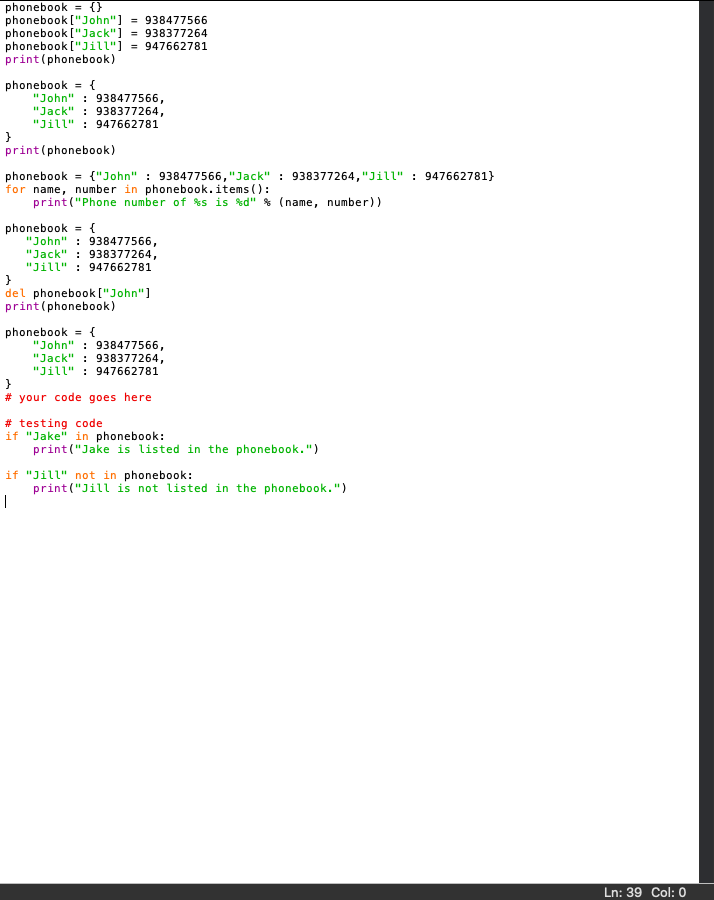 phonebook = {}
phonebook["John"] = 938477566
phonebook["Jack"] = 938377264
phonebook["Jill"] = 947662781
print(phonebook)

phonebook = {
    "John" : 938477566,
    "Jack" : 938377264,
    "Jill" : 947662781
}
print(phonebook)

phonebook = {"John" : 938477566,"Jack" : 938377264,"Jill" : 947662781}
for name, number in phonebook.items():
    print("Phone number of %s is %d" % (name, number))

phonebook = {
   "John" : 938477566,
   "Jack" : 938377264,
   "Jill" : 947662781
}
del phonebook["John"]
print(phonebook)

phonebook = {
    "John" : 938477566,
    "Jack" : 938377264,
    "Jill" : 947662781
}
# your code goes here

# testing code
if "Jake" in phonebook:
    print("Jake is listed in the phonebook.")

if "Jill" not in phonebook:
    print("Jill is not listed in the phonebook.")
Ln: 39 Col: 0